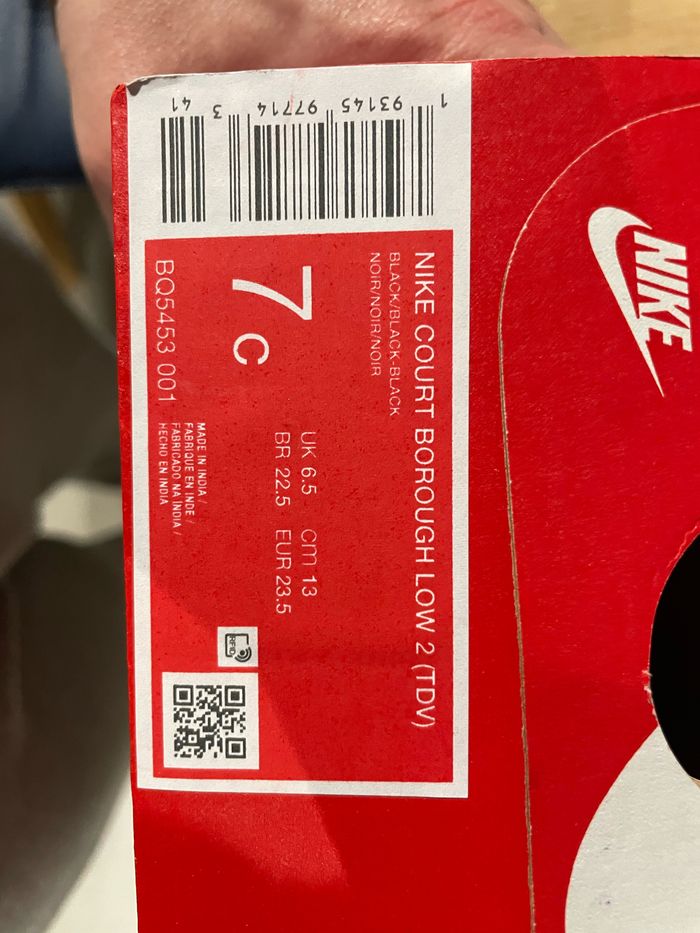 1 93145 97714 3 41
NIKE COURT BOROUGH LOW 2 (TDV)
BLACK/BLACK-BLACK
NOIR/NOIR/NOIR
7 C
UK 6.5 cm 13
BR 22.5 EUR 23.5
BQ5453 001
MADE IN INDIA /
FABRIQUE EN INDE /
FABRICADO NA ÍNDIA /
HECHO EN INDIA
RFID
NIKE